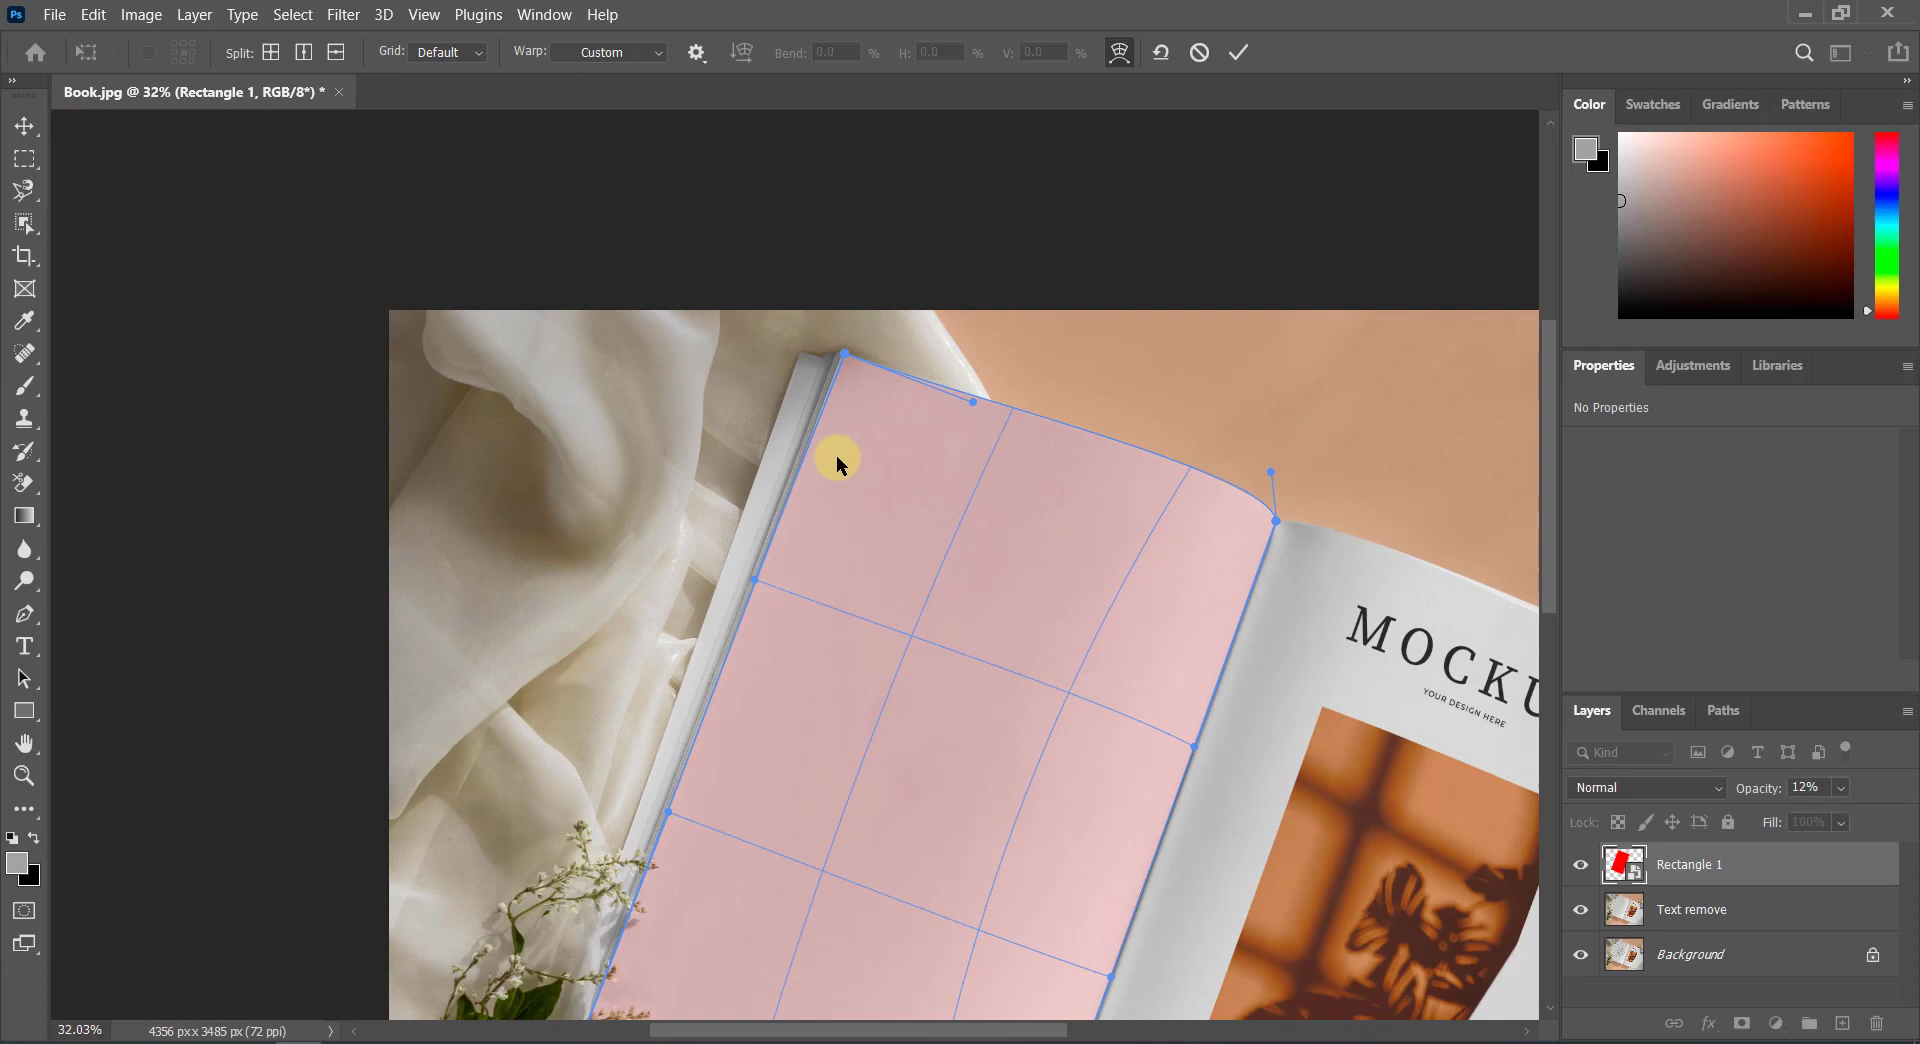 Ps File Edit Image Layer Type Select Filter 3D View Plugins Window Help
Split: Grid: Default Warp: Custom Bend: 0.0 % H: 0.0 % V: 0.0 %
Book.jpg @ 32% (Rectangle 1, RGB/8*) *
Color Swatches Gradients Patterns
Properties Adjustments Libraries
No Properties
MOCKU
YOUR DESIGN HERE
Layers Channels Paths
Kind
Normal Opacity: 12%
Lock: Fill: 100%
Rectangle 1
Text remove
Background
32.03% 4356 px x 3485 px (72 ppi)